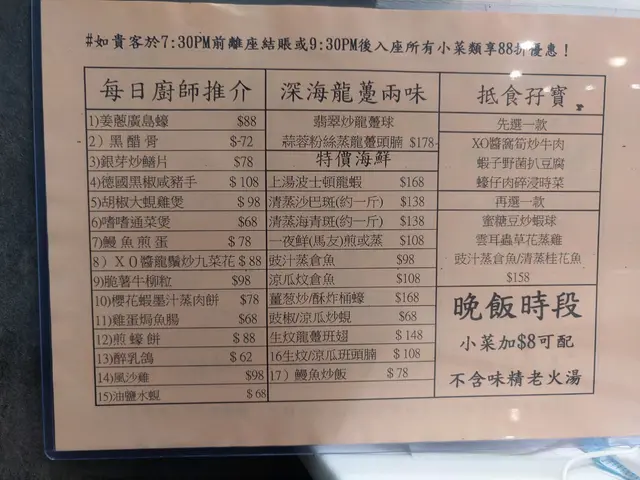 #如貴客於7:30PM前離座結賬或9:30PM後入座所有小菜類享88折優惠！
每日廚師推介
1)姜蔥廣島蠔 $88
2）黑醋骨 $-72
3)銀芽炒鱔片 $78
4)德國黑椒咸豬手 $108
5)胡椒大蜆雞煲 $98
6)嗜嗜通菜煲 $68
7)鰻魚煎蛋 $78
8）XO醬龍鬚炒九菜花 $88
9)脆薯牛柳粒 $98
10)櫻花蝦墨汁蒸肉餅 $78
11)雞蛋焗魚腸 $68
12)煎蠔餅 $88
13)醉乳鴿 $62
14)風沙雞 $98
15)油鹽水蜆 $68
深海龍躉兩味
翡翠炒龍躉球
蒜蓉粉絲蒸龍躉頭腩 $178
特價海鮮
上湯波士頓龍蝦 $168
清蒸沙巴斑(約一斤) $138
清蒸海青斑(約一斤) $138
一夜鮮(馬友)煎或蒸 $108
豉汁蒸倉魚 $98
涼瓜炆倉魚 $108
薑葱炒/酥炸桶蠔 $168
豉椒/涼瓜炒蜆 $68
生炆龍躉班翅 $148
16生炆/涼瓜班頭腩 $108
17）鰻魚炒飯 $78
抵食孖寶
先選一款
XO醬窩筍炒牛肉
蝦子野菌扒豆腐
蠔仔肉碎浸時菜
再選一款
蜜糖豆炒蝦球
雲耳蟲草花蒸雞
豉汁蒸倉魚/清蒸桂花魚
$158
晚飯時段
小菜加$8可配
不含味精老火湯